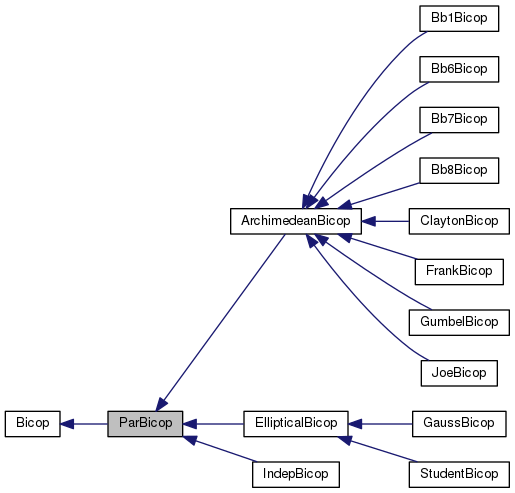 Bb1Bicop
Bb6Bicop
Bb7Bicop
Bb8Bicop
ArchimedeanBicop
ClaytonBicop
FrankBicop
GumbelBicop
JoeBicop
Bicop
ParBicop
EllipticalBicop
GaussBicop
IndepBicop
StudentBicop